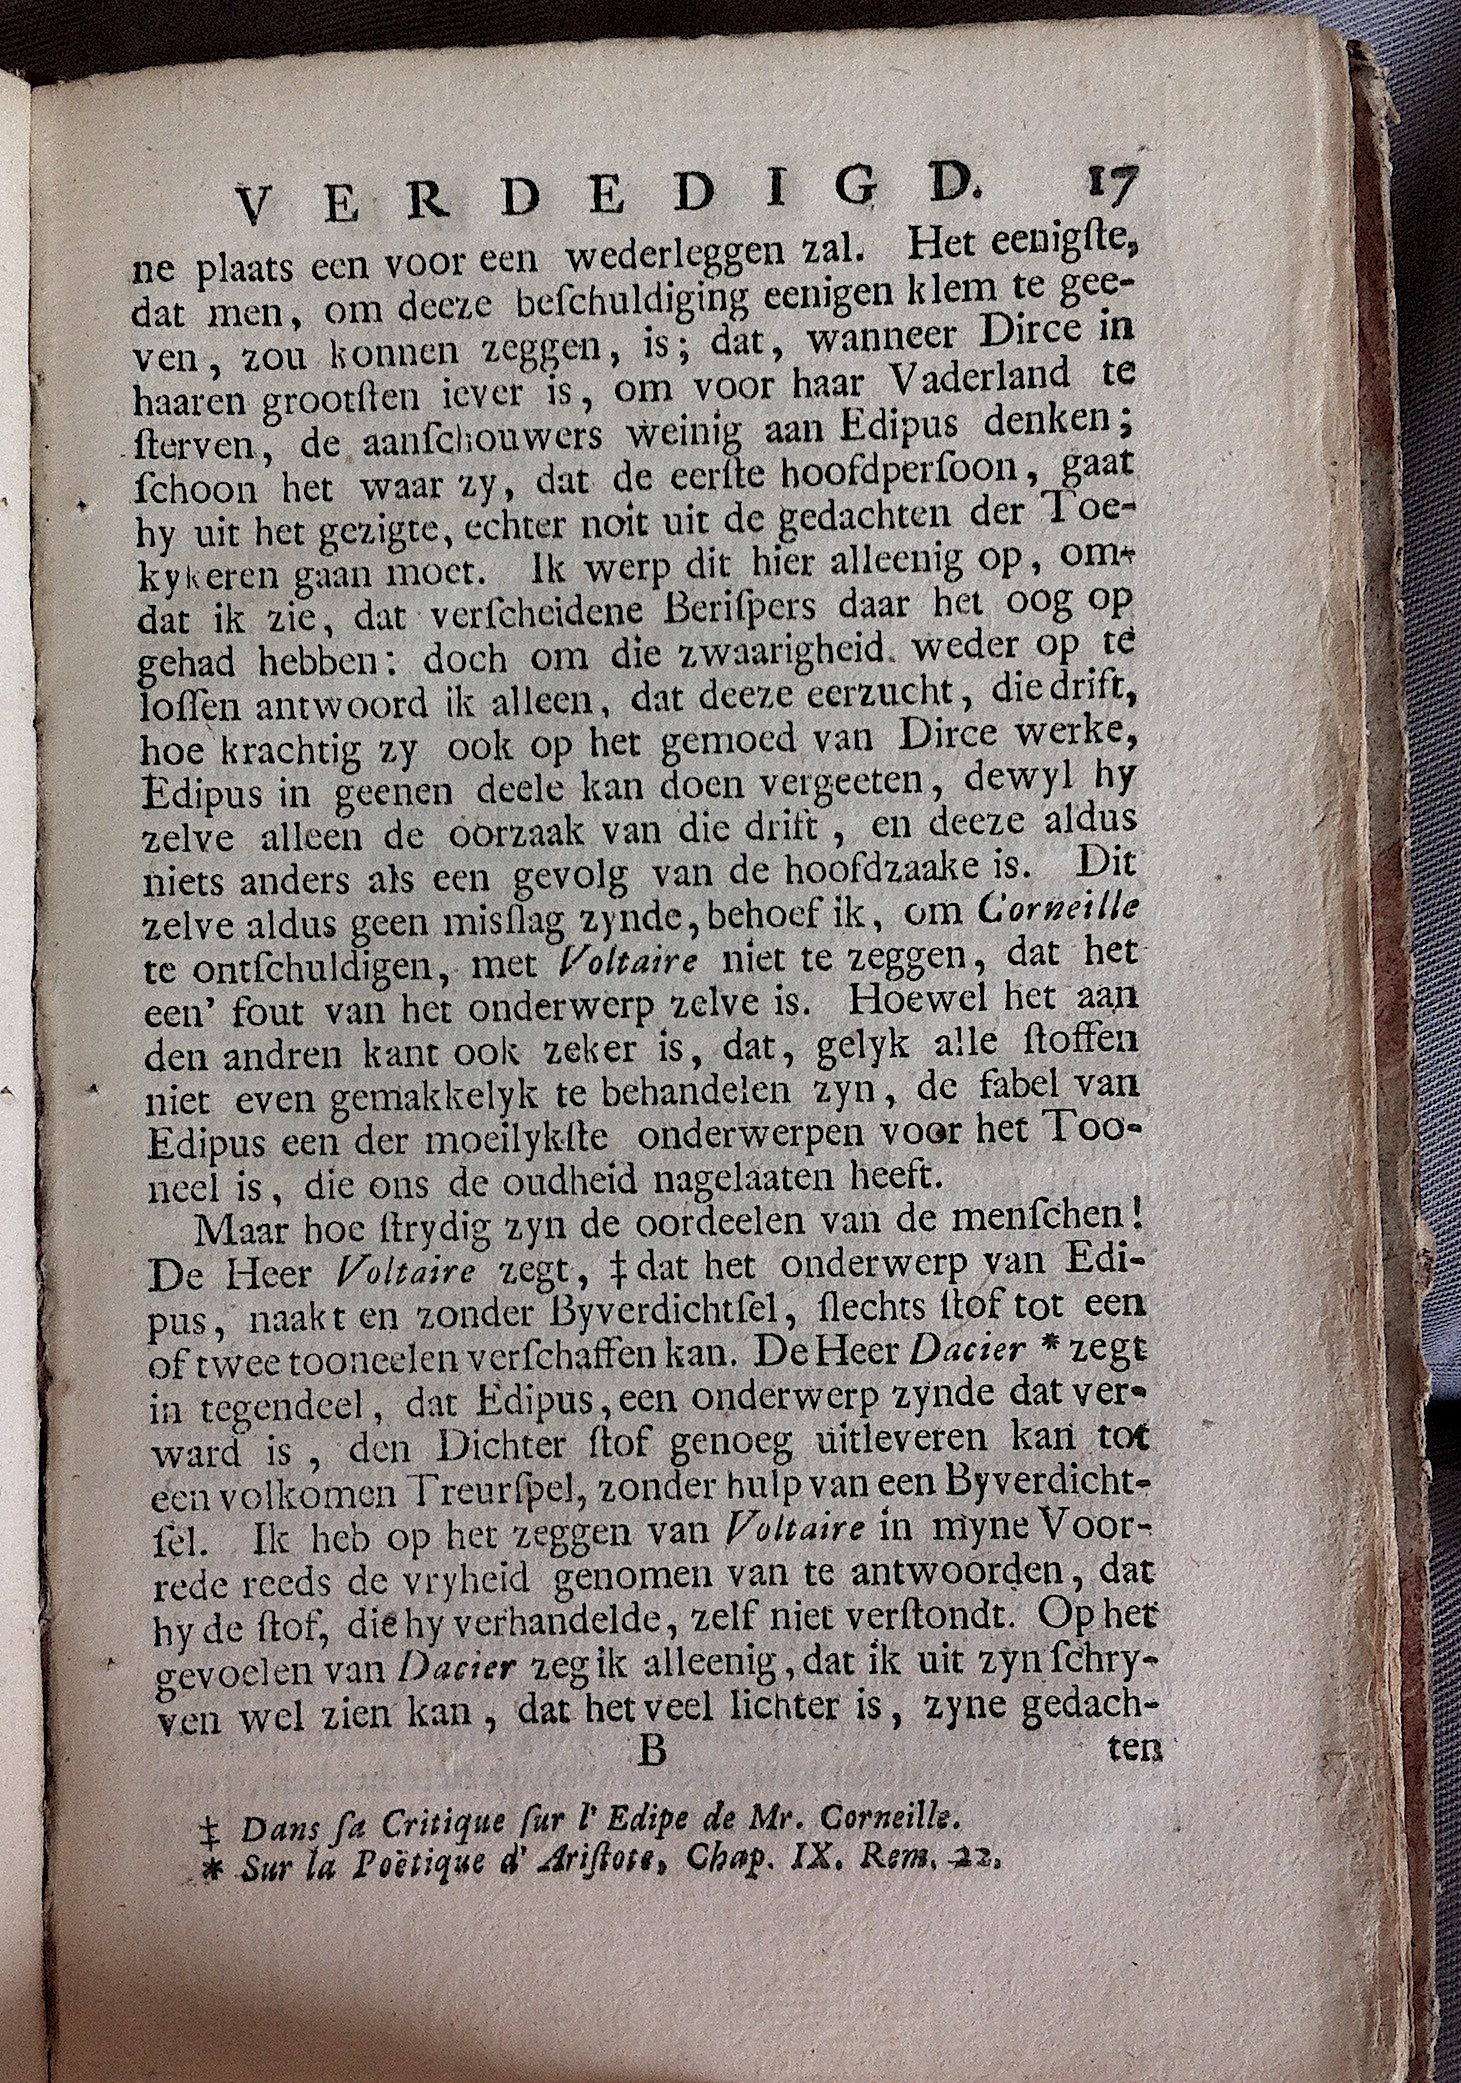 VERDEDIGD. 17
ne plaats een voor een wederleggen zal. Het eenigſte,
dat men, om deeze beſchuldiging eenigen klem te gee-
ven, zou konnen zeggen, is; dat, wanneer Dirce in
haaren grootſten iever is, om voor haar Vaderland te
ſterven, de aanſchouwers weinig aan Edipus denken;
ſchoon het waar zy, dat de eerſte hoofdperſoon, gaat
hy uit het gezigte, echter noit uit de gedachten der Toe-
kykeren gaan moet. Ik werp dit hier alleenig op, om-
dat ik zie, dat verſcheidene Beriſpers daar het oog op
gehad hebben: doch om die zwaarigheid weder op te
loſſen antwoord ik alleen, dat deeze eerzucht, die drift,
hoe krachtig zy ook op het gemoed van Dirce werke,
Edipus in geenen deele kan doen vergeeten, dewyl hy
zelve alleen de oorzaak van die drift, en deeze aldus
niets anders als een gevolg van de hoofdzaake is. Dit
zelve aldus geen misſlag zynde, behoef ik, om Corneille
te ontſchuldigen, met Voltaire niet te zeggen, dat het
een' fout van het onderwerp zelve is. Hoewel het aan
den andren kant ook zeker is, dat, gelyk alle ſtoffen
niet even gemakkelyk te behandelen zyn, de fabel van
Edipus een der moeilykſte onderwerpen voor het Too-
neel is, die ons de oudheid nagelaaten heeft.
Maar hoe ſtrydig zyn de oordeelen van de menſchen!
De Heer Voltaire zegt, ‡ dat het onderwerp van Edi-
pus, naakt en zonder Byverdichtſel, ſlechts ſtof tot een
of twee tooneelen verſchaffen kan. De Heer Dacier * zegt
in tegendeel, dat Edipus, een onderwerp zynde dat ver-
ward is, den Dichter ſtof genoeg uitleveren kan tot
een volkomen Treurſpel, zonder hulp van een Byverdicht-
ſel. Ik heb op het zeggen van Voltaire in myne Voor-
rede reeds de vryheid genomen van te antwoorden, dat
hy de ſtof, die hy verhandelde, zelf niet verſtondt. Op het
gevoelen van Dacier zeg ik alleenig, dat ik uit zyn ſchry-
ven wel zien kan, dat het veel lichter is, zyne gedach-
B ten
‡ Dans ſa Critique ſur l' Edipe de Mr. Corneille.
* Sur la Poëtique d' Ariſtote, Chap. IX. Rem. 22.